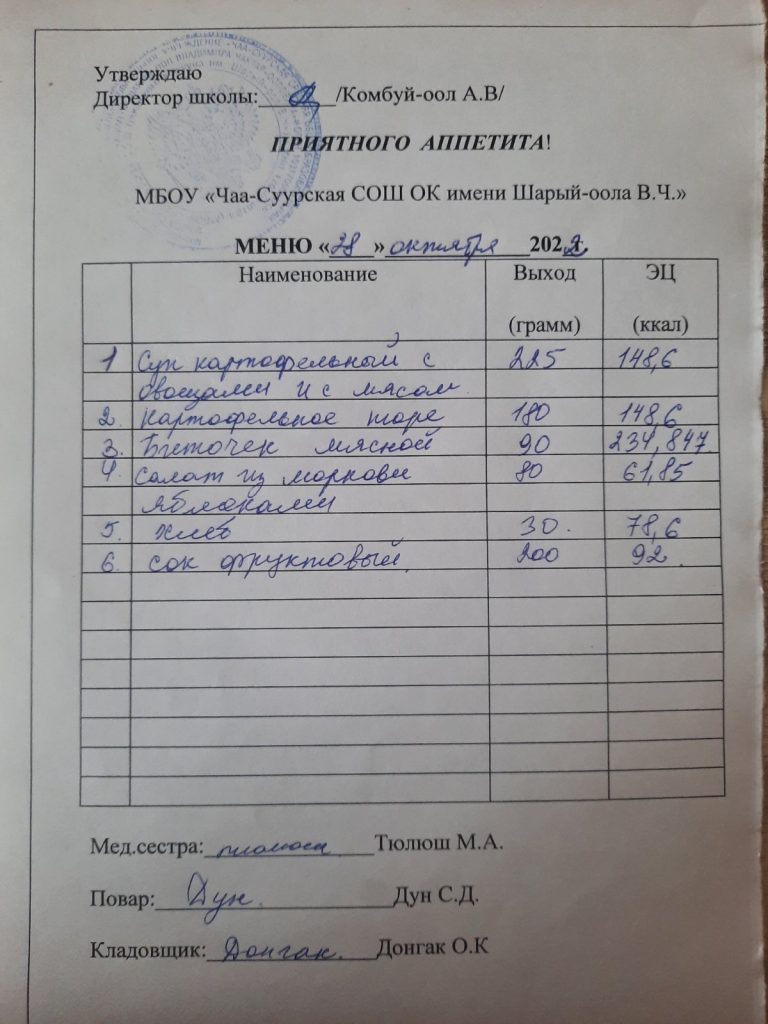 Утверждаю
Директор школы:________/Комбуй-оол А.В/
ПРИЯТНОГО АППЕТИТА!
МБОУ «Чаа-Суурская СОШ ОК имени Шарый-оола В.Ч.»
МЕНЮ «28» октября 2022 г.
Наименование Выход (грамм) ЭЦ (ккал)
1 Суп картофельный с 225 148,6
овощами и с мясом
2. Картофельное пюре 180 148,6
3. Биточек мясной 90 234,847
4. Салат из моркови 80 61,85
яблоками
5. хлеб 30. 78,6
6. сок фруктовый. 200 92.
Мед.сестра: Тюлюш М.А.
Повар: Дун. Дун С.Д.
Кладовщик: Донгак. Донгак О.К